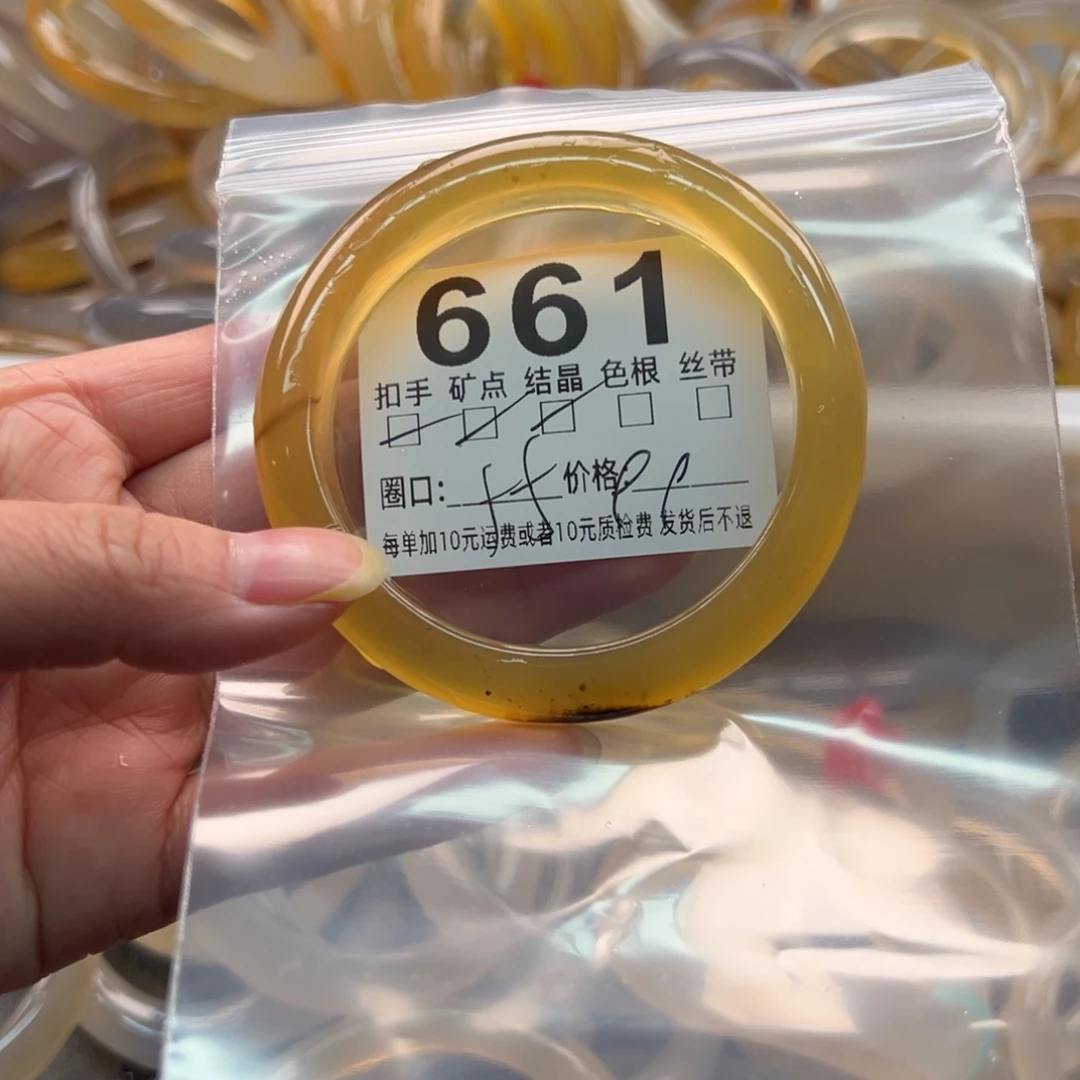 661
扣手 矿点 结晶 色根 丝带
圈口: 价格:
每单加10元运费或者10元质检费 发货后不退